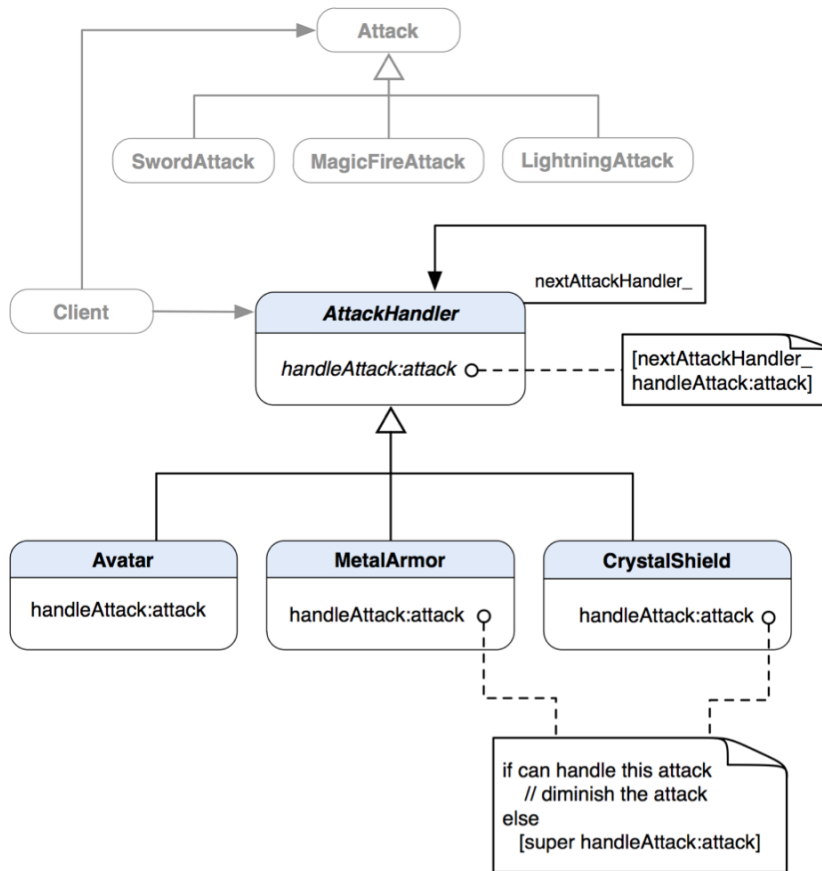 Attack
SwordAttack
MagicFireAttack
LightningAttack
nextAttackHandler_
Client
AttackHandler
handleAttack:attack
[nextAttackHandler_
handleAttack:attack]
Avatar
MetalArmor
CrystalShield
handleAttack:attack
handleAttack:attack
handleAttack:attack
if can handle this attack
// diminish the attack
else
[super handleAttack:attack]